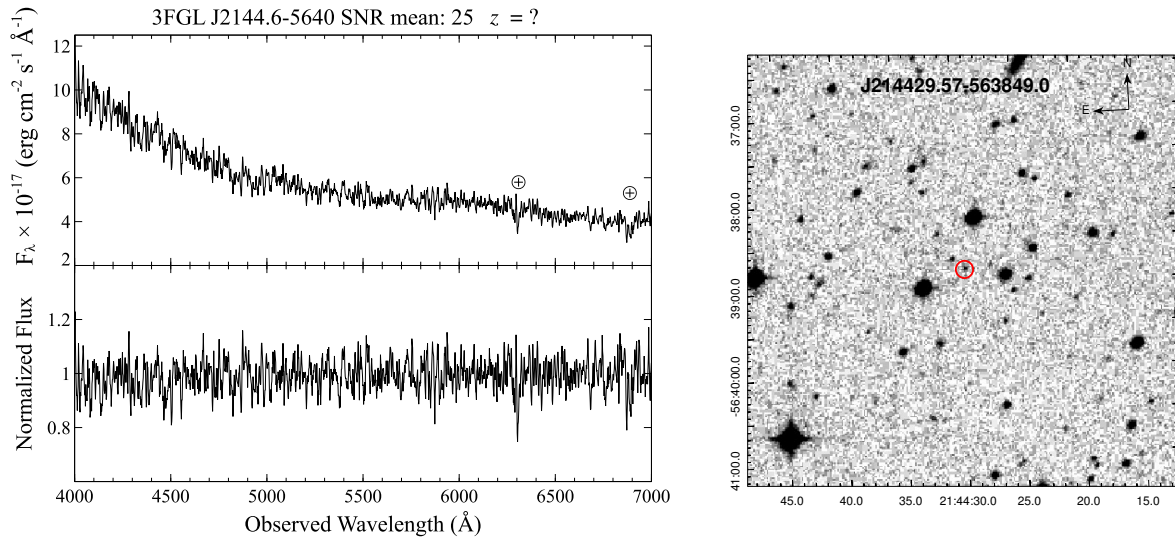 3FGL J2144.6-5640 SNR mean: 25 z = ?
12
10
8
6
4
2
F_λ × 10^-17 (erg cm^-2 s^-1 Å^-1)
⊕
⊕
1.2
1
0.8
Normalized Flux
4000 4500 5000 5500 6000 6500 7000
Observed Wavelength (Å)
J214429.57-563849.0
N
E
37:00.0
38:00.0
39:00.0
-56:40:00.0
41:00.0
45.0 40.0 35.0 21:44:30.0 25.0 20.0 15.0